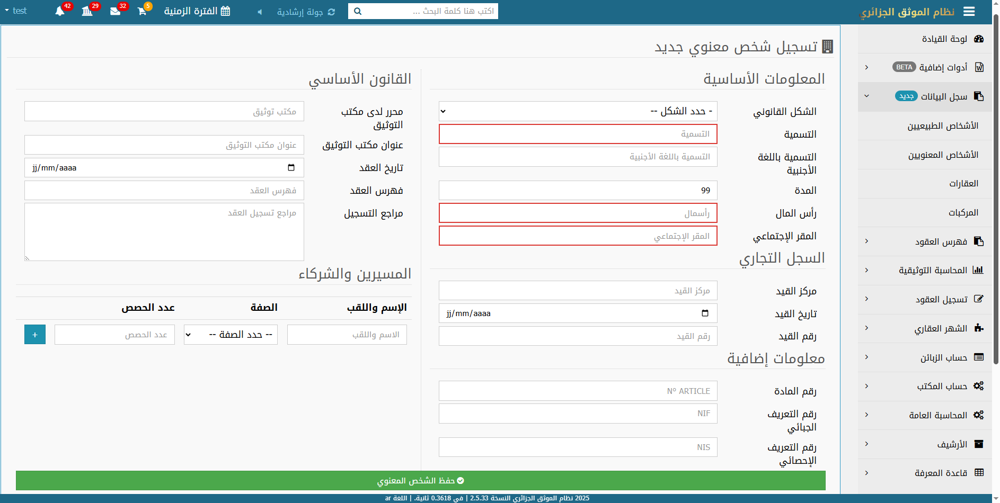 نظام الموثق الجزائري
اكتب هنا كلمة البحث ...
جولة إرشادية
الفترة الزمنية
5
32
29
42
test
لوحة القيادة
أدوات إضافية BETA
سجل البيانات جديد
الأشخاص الطبيعيين
الأشخاص المعنويين
العقارات
المركبات
فهرس العقود
المحاسبة التوثيقية
تسجيل العقود
الشهر العقاري
حساب الزبائن
حساب المكتب
المحاسبة العامة
الأرشيف
قاعدة المعرفة
تسجيل شخص معنوي جديد
المعلومات الأساسية
الشكل القانوني
- حدد الشكل --
التسمية
التسمية
التسمية باللغة
الأجنبية
التسمية باللغة الأجنبية
المدة
99
رأس المال
رأسمال
المقر الإجتماعي
المقر الإجتماعي
السجل التجاري
مركز القيد
مركز القيد
تاريخ القيد
jj/mm/aaaa
رقم القيد
رقم القيد
معلومات إضافية
رقم المادة
N° ARTICLE
رقم التعريف
الجبائي
NIF
رقم التعريف
الإحصائي
NIS
القانون الأساسي
محرر لدى مكتب
التوثيق
مكتب توثيق
عنوان مكتب التوثيق
عنوان مكتب التوثيق
تاريخ العقد
jj/mm/aaaa
فهرس العقد
فهرس العقد
مراجع التسجيل
مراجع تسجيل العقد
المسيرين والشركاء
الإسم واللقب
الصفة
عدد الحصص
الاسم واللقب
-- حدد الصفة --
عدد الحصص
+
حفظ الشخص المعنوي
2025 نظام الموثق الجزائري النسخة 2.5.33 | في 0.3618 ثانية. | اللغة ar